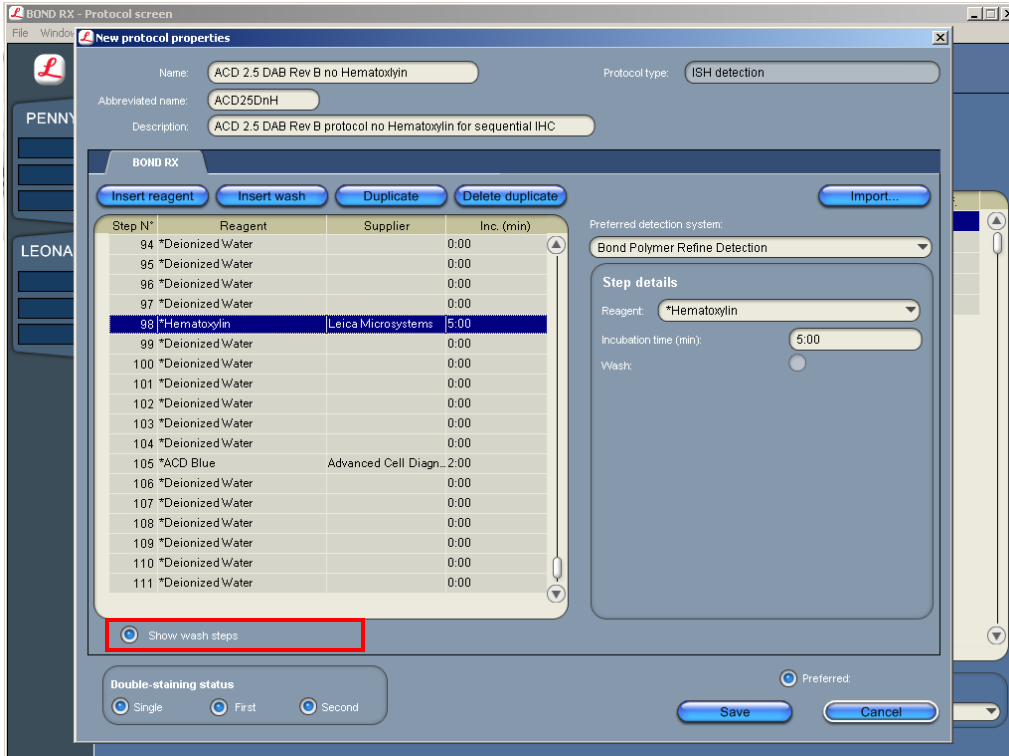 BOND RX - Protocol screen
File Window
New protocol properties
Name: ACD 2.5 DAB Rev B no Hematoxlyin Protocol type: ISH detection
Abbreviated name: ACD25DnH
Description: ACD 2.5 DAB Rev B protocol no Hematoxylin for sequential IHC
PENNY
LEONA
BOND RX
Insert reagent Insert wash Duplicate Delete duplicate Import...
Step N° Reagent Supplier Inc. (min)
94 *Deionized Water 0:00
95 *Deionized Water 0:00
96 *Deionized Water 0:00
97 *Deionized Water 0:00
98 *Hematoxylin Leica Microsystems 5:00
99 *Deionized Water 0:00
100 *Deionized Water 0:00
101 *Deionized Water 0:00
102 *Deionized Water 0:00
103 *Deionized Water 0:00
104 *Deionized Water 0:00
105 *ACD Blue Advanced Cell Diagn... 2:00
106 *Deionized Water 0:00
107 *Deionized Water 0:00
108 *Deionized Water 0:00
109 *Deionized Water 0:00
110 *Deionized Water 0:00
111 *Deionized Water 0:00
Preferred detection system:
Bond Polymer Refine Detection
Step details
Reagent: *Hematoxylin
Incubation time (min): 5:00
Wash:
Show wash steps
Double-staining status
Single First Second
Preferred:
Save Cancel